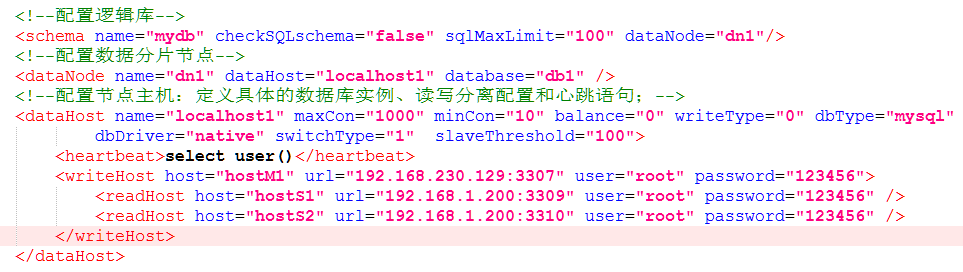 <!--配置逻辑库-->
<schema name="mydb" checkSQLschema="false" sqlMaxLimit="100" dataNode="dn1"/>
<!--配置数据分片节点-->
<dataNode name="dn1" dataHost="localhost1" database="db1" />
<!--配置节点主机：定义具体的数据库实例、读写分离配置和心跳语句；-->
<dataHost name="localhost1" maxCon="1000" minCon="10" balance="0" writeType="0" dbType="mysql"
dbDriver="native" switchType="1"  slaveThreshold="100">
<heartbeat>select user()</heartbeat>
<writeHost host="hostM1" url="192.168.230.129:3307" user="root" password="123456">
<readHost host="hostS1" url="192.168.1.200:3309" user="root" password="123456" />
<readHost host="hostS2" url="192.168.1.200:3310" user="root" password="123456" />
</writeHost>
</dataHost>